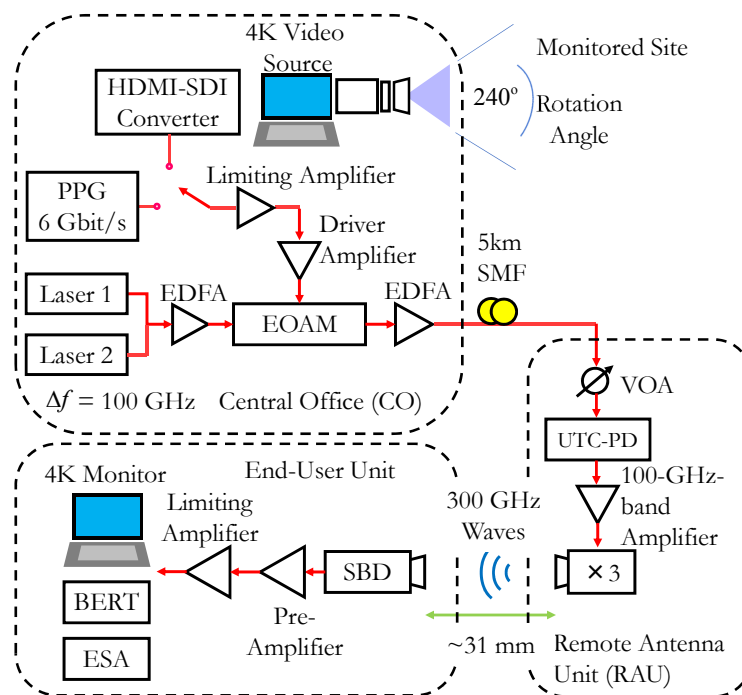 4K Video
Source
Monitored Site
240º
Rotation
Angle
HDMI-SDI
Converter
Limiting Amplifier
PPG
6 Gbit/s
Driver
Amplifier
5km
SMF
Laser 1
EDFA
EOAM
EDFA
Laser 2
Δf = 100 GHz
Central Office (CO)
VOA
UTC-PD
100-GHz-
band
Amplifier
× 3
Remote Antenna
Unit (RAU)
300 GHz
Waves
~31 mm
End-User Unit
4K Monitor
Limiting
Amplifier
SBD
Pre-
Amplifier
BERT
ESA